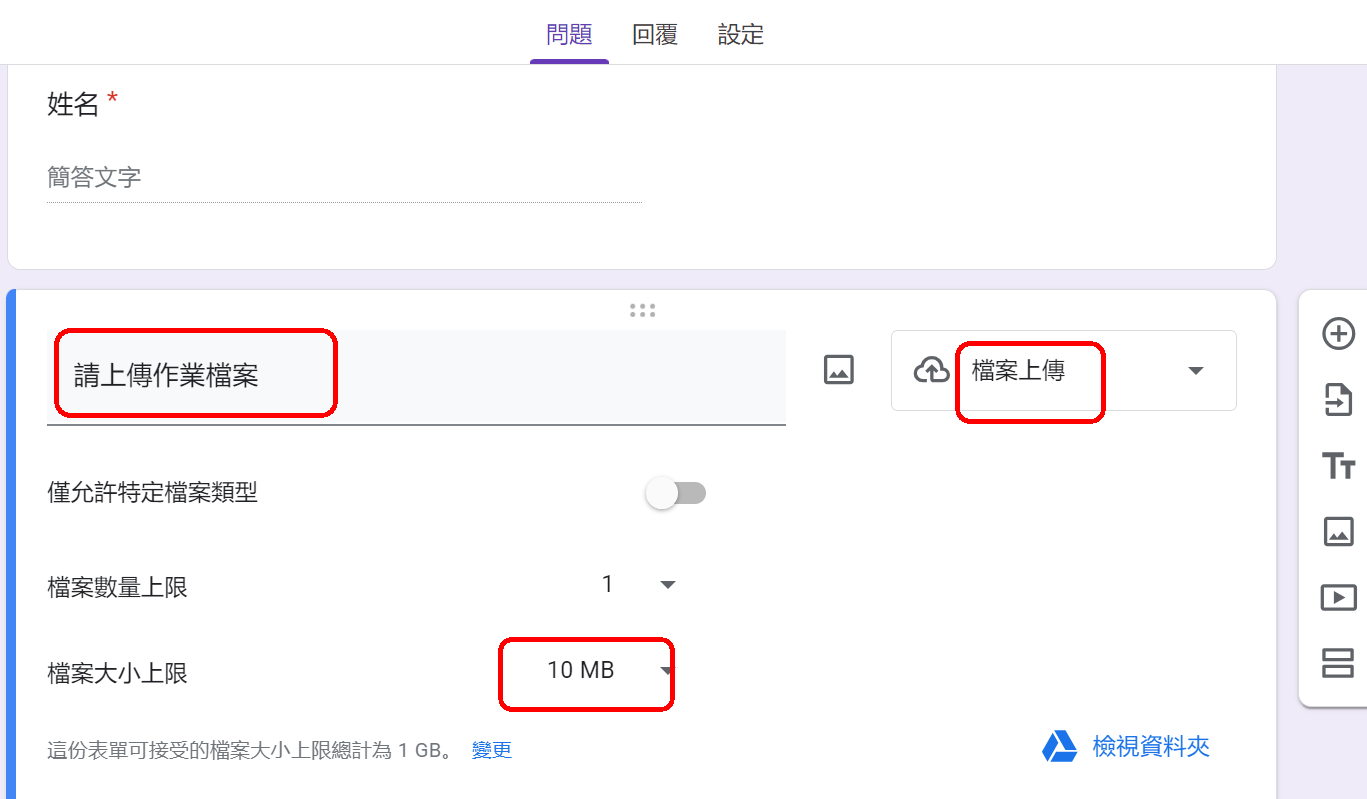 問題 回覆 設定
姓名 *
簡答文字
請上傳作業檔案
檔案上傳
僅允許特定檔案類型
檔案數量上限 1
檔案大小上限 10 MB
這份表單可接受的檔案大小上限總計為 1 GB。 變更
檢視資料夾
Tт